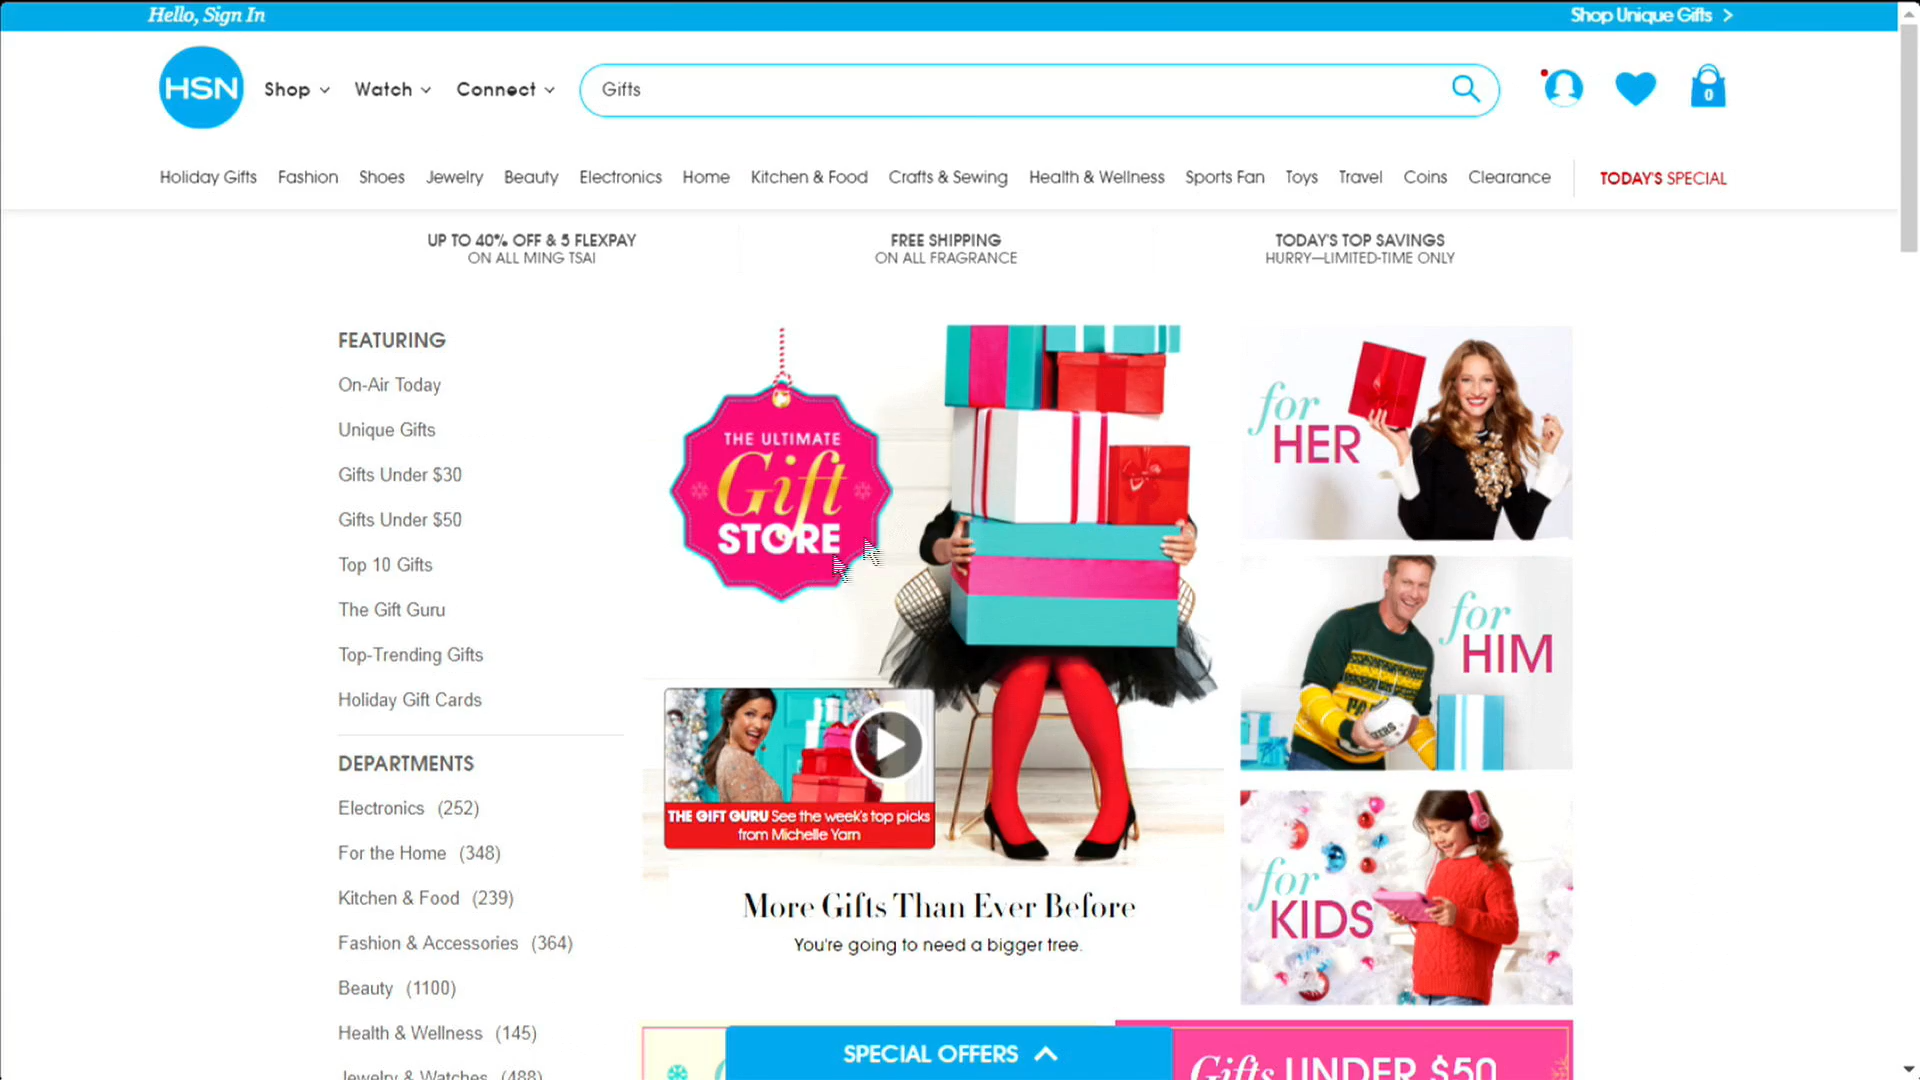 Hello, Sign In
Shop Unique Gifts
HSN
Shop
Watch
Connect
Gifts
0
Holiday Gifts
Fashion
Shoes
Jewelry
Beauty
Electronics
Home
Kitchen & Food
Crafts & Sewing
Health & Wellness
Sports Fan
Toys
Travel
Coins
Clearance
TODAY'S SPECIAL
UP TO 40% OFF & 5 FLEXPAY
ON ALL MING TSAI
FREE SHIPPING
ON ALL FRAGRANCE
TODAY'S TOP SAVINGS
HURRY—LIMITED-TIME ONLY
FEATURING
On-Air Today
Unique Gifts
Gifts Under $30
Gifts Under $50
Top 10 Gifts
The Gift Guru
Top-Trending Gifts
Holiday Gift Cards
DEPARTMENTS
Electronics (252)
For the Home (348)
Kitchen & Food (239)
Fashion & Accessories (364)
Beauty (1100)
Health & Wellness (145)
Jewelry & Watches (488)
THE ULTIMATE
Gift
STORE
THE GIFT GURU See the week's top picks
from Michelle Yarn
More Gifts Than Ever Before
You're going to need a bigger tree.
for
HER
for
HIM
for
KIDS
SPECIAL OFFERS
Gifts UNDER $50